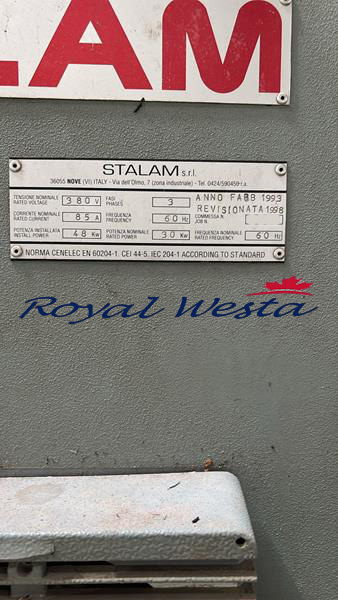 LAM
STALAM s.r.l.
36055 NOVE (VI) ITALY - Via dell'Olmo, 7 (zona industriale) - Tel. 0424/590459 r.a.
TENSIONE NOMINALE 380 V FASI 3 ANNO FABB 1993
RATED VOLTAGE PHASES REVISIONATA 1998
CORRENTE NOMINALE 85 A FREQUENZA 60 Hz COMMESSA N.
RATED CURRENT FREQUENCY JOB N.
POTENZA INSTALLATA 48 Kw POTENZA NOMINALE 30 Kw FREQUENZA NOMINALE 60 Hz
INSTALL POWER RATED POWER RATED FREQUENCY
NORMA CENELEC EN 60204-1. CEI 44-5. IEC 204-1 ACCORDING TO STANDARD
Royal Westa